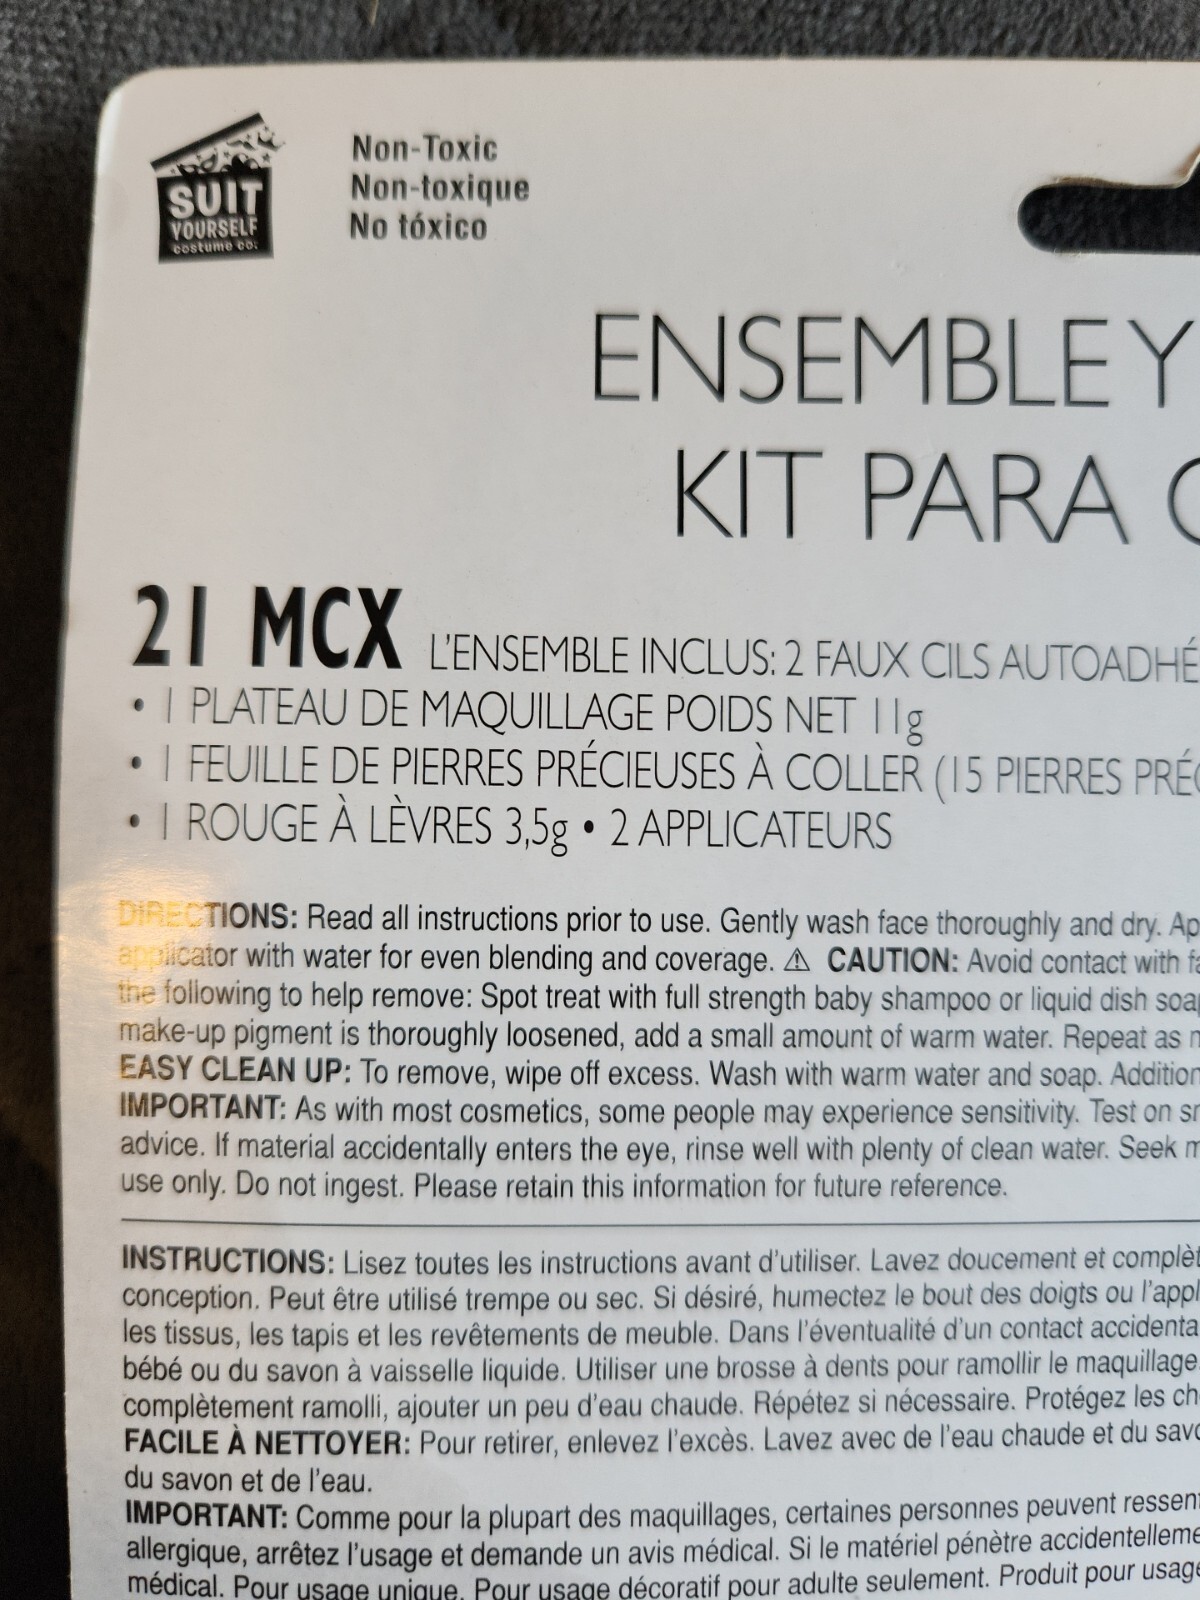 SUIT
YOURSELF
costume co.
Non-Toxic
Non-toxique
No tóxico
ENSEMBLE Y
KIT PARA
21 MCX L'ENSEMBLE INCLUS: 2 FAUX CILS AUTOADHÉ
• 1 PLATEAU DE MAQUILLAGE POIDS NET 11g
• 1 FEUILLE DE PIERRES PRÉCIEUSES À COLLER (15 PIERRES PRÉC
• 1 ROUGE À LÈVRES 3,5g • 2 APPLICATEURS
DIRECTIONS: Read all instructions prior to use. Gently wash face thoroughly and dry. Ap
applicator with water for even blending and coverage. ⚠ CAUTION: Avoid contact with fa
the following to help remove: Spot treat with full strength baby shampoo or liquid dish soa
make-up pigment is thoroughly loosened, add a small amount of warm water. Repeat as n
EASY CLEAN UP: To remove, wipe off excess. Wash with warm water and soap. Addition
IMPORTANT: As with most cosmetics, some people may experience sensitivity. Test on sm
advice. If material accidentally enters the eye, rinse well with plenty of clean water. Seek m
use only. Do not ingest. Please retain this information for future reference.
INSTRUCTIONS: Lisez toutes les instructions avant d'utiliser. Lavez doucement et complèt
conception. Peut être utilisé trempe ou sec. Si désiré, humectez le bout des doigts ou l'appl
les tissus, les tapis et les revêtements de meuble. Dans l'éventualité d'un contact accidenta
bébé ou du savon à vaisselle liquide. Utiliser une brosse à dents pour ramollir le maquillage.
complètement ramolli, ajouter un peu d'eau chaude. Répétez si nécessaire. Protégez les ch
FACILE À NETTOYER: Pour retirer, enlevez l'excès. Lavez avec de l'eau chaude et du savo
du savon et de l'eau.
IMPORTANT: Comme pour la plupart des maquillages, certaines personnes peuvent ressent
allergique, arrêtez l'usage et demande un avis médical. Si le matériel pénètre accidentelleme
médical. Pour usage unique. Pour usage décoratif pour adulte seulement. Produit pour usage